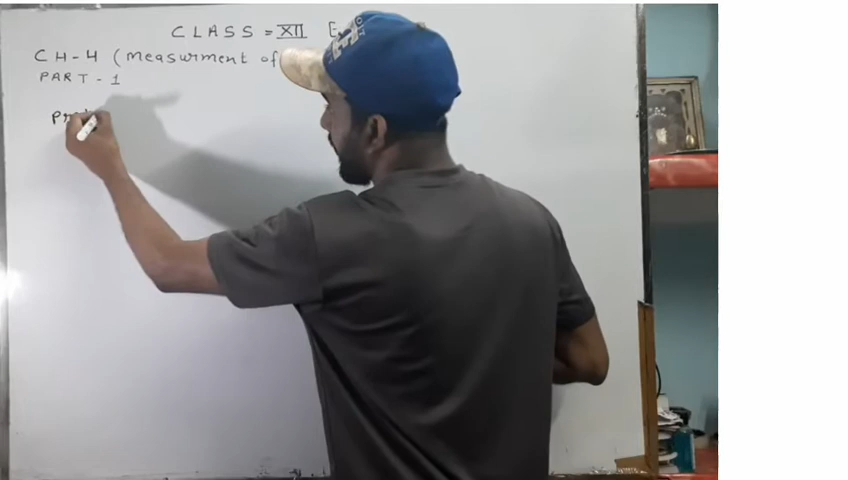 CLASS = XII E
CH-4 (measurment of
PART-1